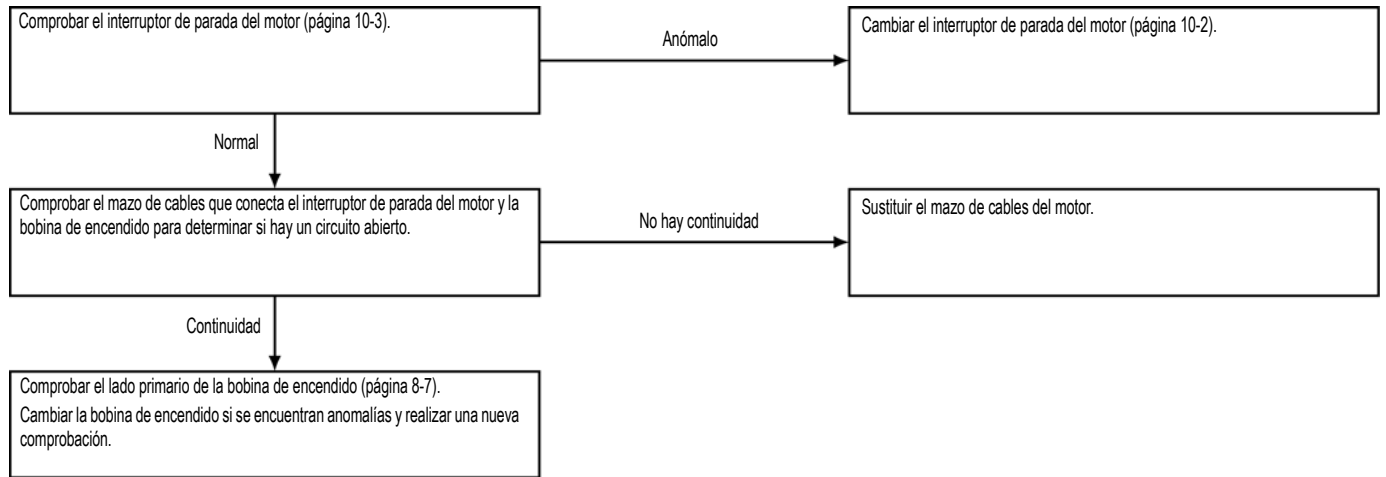 Comprobar el interruptor de parada del motor (página 10-3).
Anómalo
Cambiar el interruptor de parada del motor (página 10-2).
Normal
Comprobar el mazo de cables que conecta el interruptor de parada del motor y la
bobina de encendido para determinar si hay un circuito abierto.
No hay continuidad
Sustituir el mazo de cables del motor.
Continuidad
Comprobar el lado primario de la bobina de encendido (página 8-7).
Cambiar la bobina de encendido si se encuentran anomalías y realizar una nueva
comprobación.